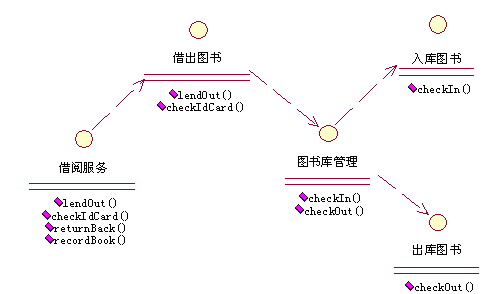 借出图书
lendOut()
checkIdCard()
入库图书
checkIn()
借阅服务
lendOut()
checkIdCard()
returnBack()
recordBook()
图书库管理
checkIn()
checkOut()
出库图书
checkOut()